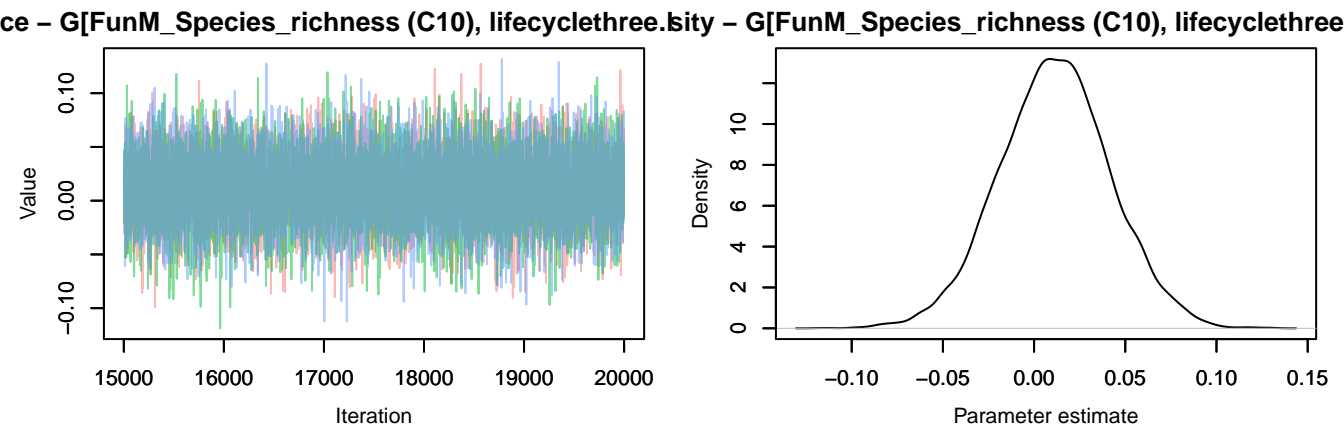 ce – G[FunM_Species_richness (C10), lifecyclethree.l
sity – G[FunM_Species_richness (C10), lifecyclethree
Value
0.10
0.00
−0.10
15000 16000 17000 18000 19000 20000
Iteration
Density
10
8
6
4
2
0
−0.10 −0.05 0.00 0.05 0.10 0.15
Parameter estimate